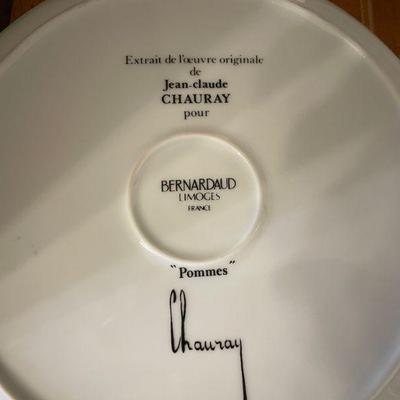 Extrait de l'œuvre originale
de
Jean-claude
CHAURAY
pour
BERNARDAUD
LIMOGES
FRANCE
"Pommes"
Chauray